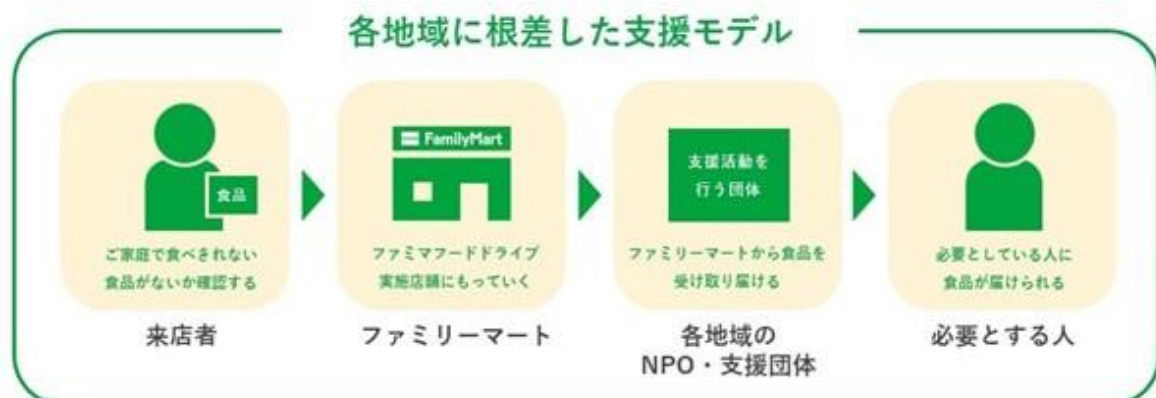 各地域に根差した支援モデル
食品
ご家庭で食べきれない
食品がないか確認する
来店者
FamilyMart
ファミマフードドライブ
実施店舗にもっていく
ファミリーマート
支援活動を
行う団体
ファミリーマートから食品を
受け取り届ける
各地域の
NPO・支援団体
必要としている人に
食品が届けられる
必要とする人